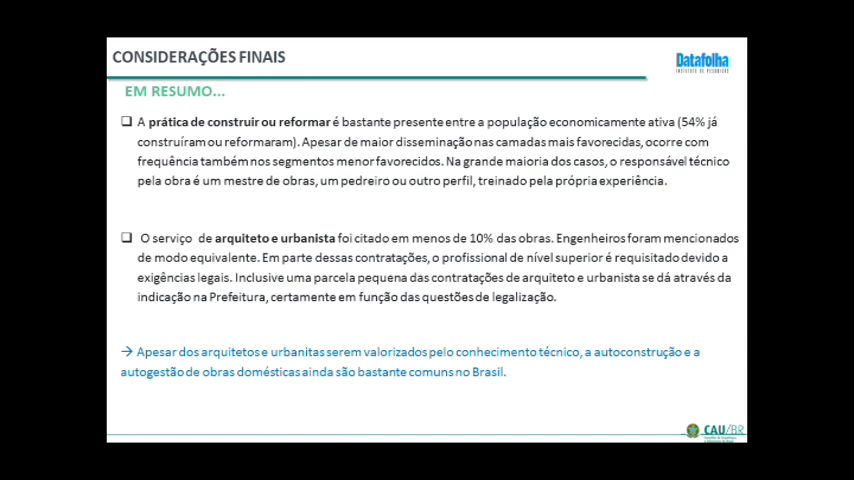 CONSIDERAÇÕES FINAIS
Datafolha
INSTITUTO DE PESQUISAS
EM RESUMO...
A prática de construir ou reformar é bastante presente entre a população economicamente ativa (54% já
construíram ou reformaram). Apesar de maior disseminação nas camadas mais favorecidas, ocorre com
frequência também nos segmentos menor favorecidos. Na grande maioria dos casos, o responsável técnico
pela obra é um mestre de obras, um pedreiro ou outro perfil, treinado pela própria experiência.
O serviço de arquiteto e urbanista foi citado em menos de 10% das obras. Engenheiros foram mencionados
de modo equivalente. Em parte dessas contratações, o profissional de nível superior é requisitado devido a
exigências legais. Inclusive uma parcela pequena das contratações de arquiteto e urbanista se dá através da
indicação na Prefeitura, certamente em função das questões de legalização.
→ Apesar dos arquitetos e urbanitas serem valorizados pelo conhecimento técnico, a autoconstrução e a
autogestão de obras domésticas ainda são bastante comuns no Brasil.
CAU/BR